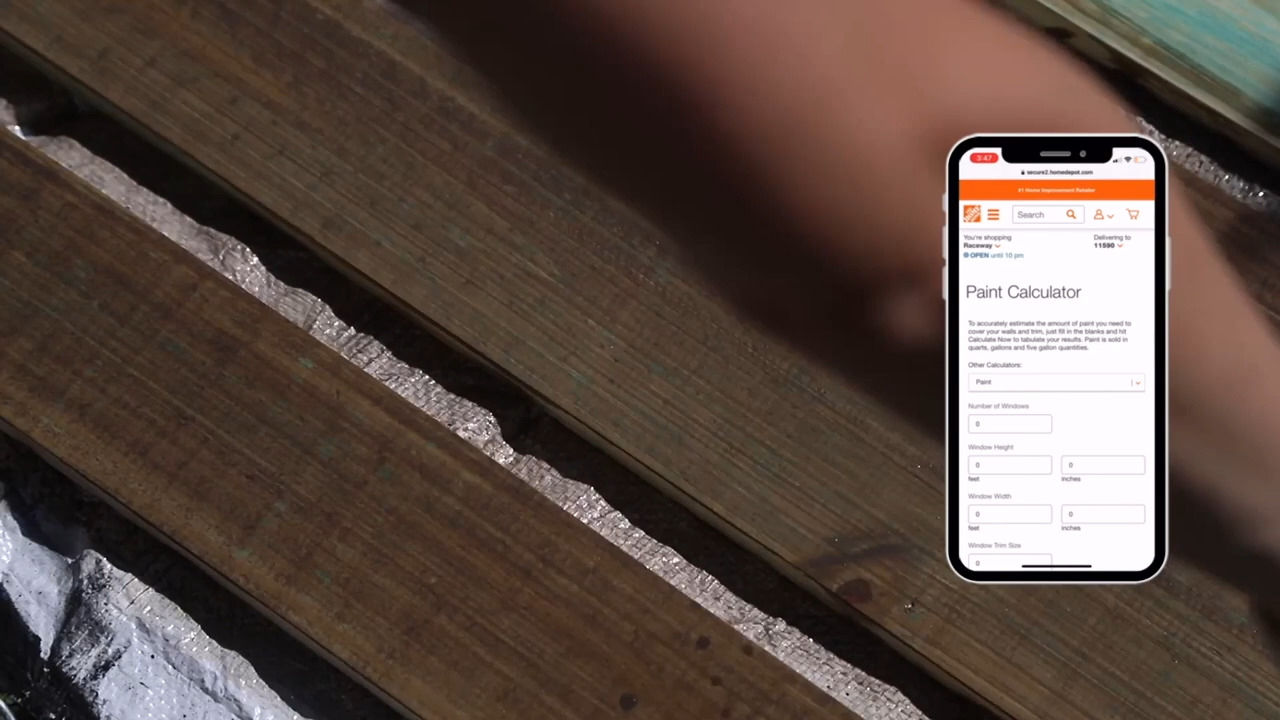 3:47
secure2.homedepot.com
#1 Home Improvement Retailer
Search
You're shopping
Delivering to
Raceway
11590
OPEN until 10 pm
Paint Calculator
To accurately estimate the amount of paint you need to
cover your walls and trim, just fill in the blanks and hit
Calculate Now to tabulate your results. Paint is sold in
quarts, gallons and five gallon quantities.
Other Calculators:
Paint
Number of Windows
0
Window Height
0
0
feet
inches
Window Width
0
0
feet
inches
Window Trim Size
0